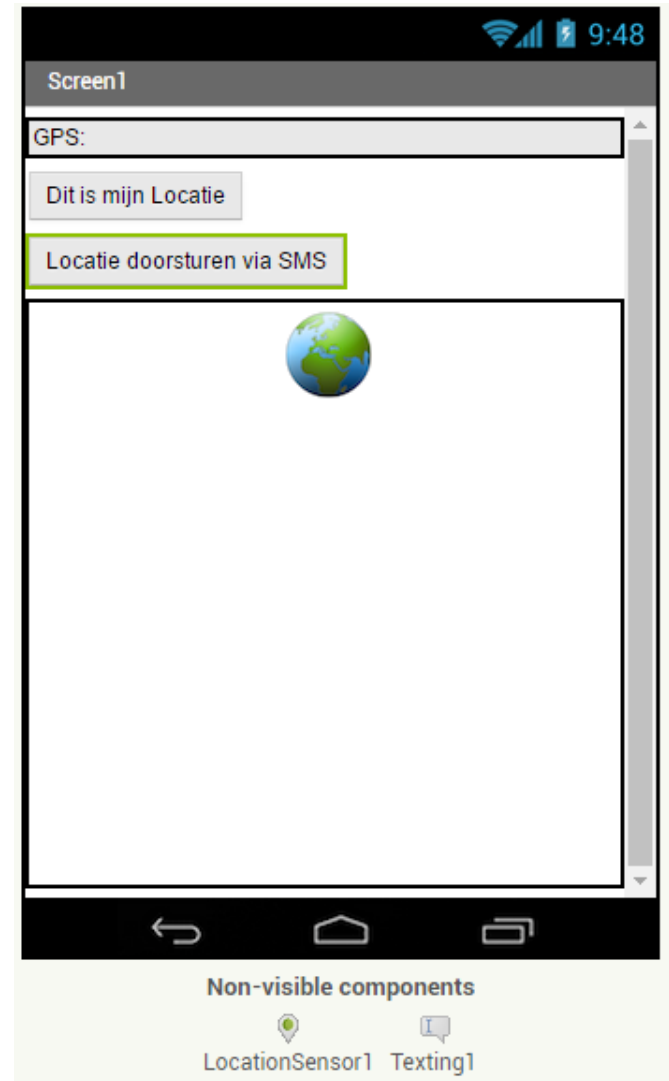 9:48
Screen1
GPS:
Dit is mijn Locatie
Locatie doorsturen via SMS
Non-visible components
LocationSensor1 Texting1